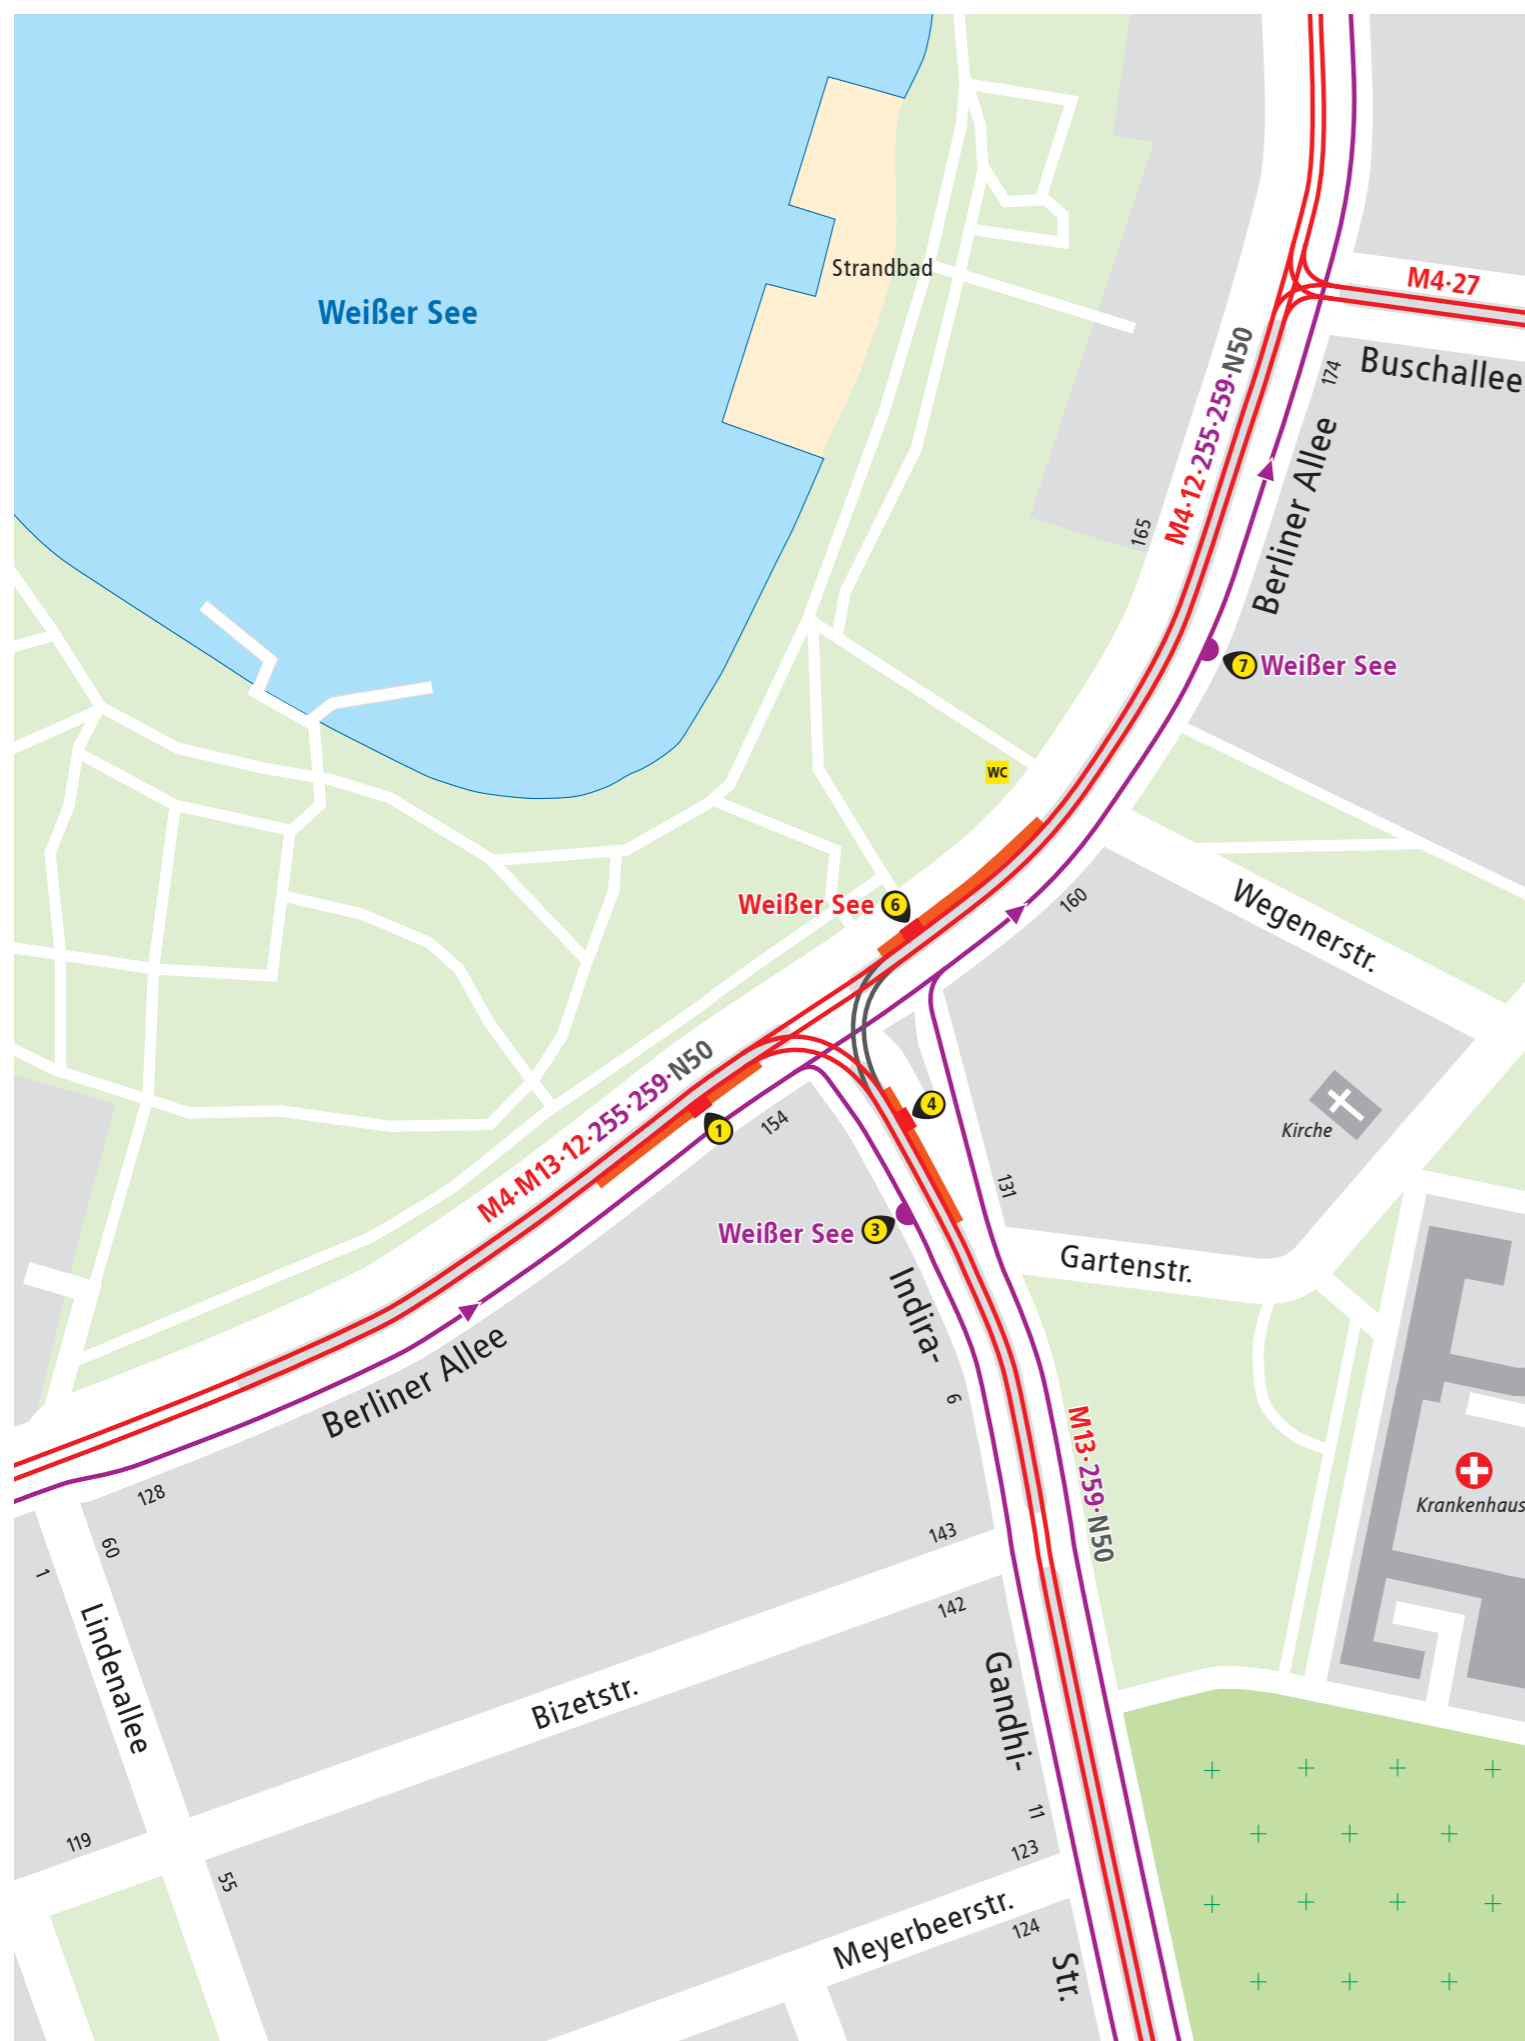 Strandbad
M4·27
Weißer See
Buschallee
174
M4·12·255·259·N50
Berliner Allee
165
7 Weißer See
WC
Weißer See 6
160
Wegenerstr.
M4·M13·12·255·259·N50
1
154
4
Kirche
131
Weißer See 3
Gartenstr.
Indira-
Berliner Allee
6
M13·259·N50
Krankenhaus
128
143
60
1
142
Lindenallee
Bizetstr.
Gandhi-
11
119
123
55
Meyerbeerstr.
124
Str.